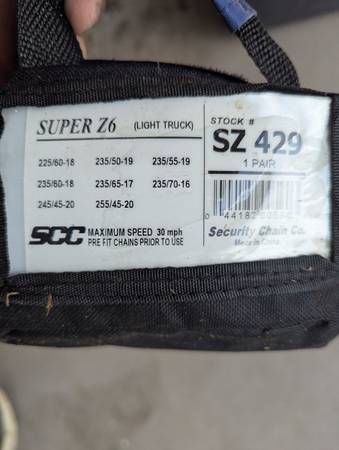 SUPER Z6 (LIGHT TRUCK)
225/60-18 235/50-19 235/55-19
235/60-18 235/65-17 235/70-16
245/45-20 255/45-20
SCC MAXIMUM SPEED 30 mph
PRE FIT CHAINS PRIOR TO USE
STOCK #
SZ 429
1 PAIR
0 44182
Security Chain Co.
Made in China